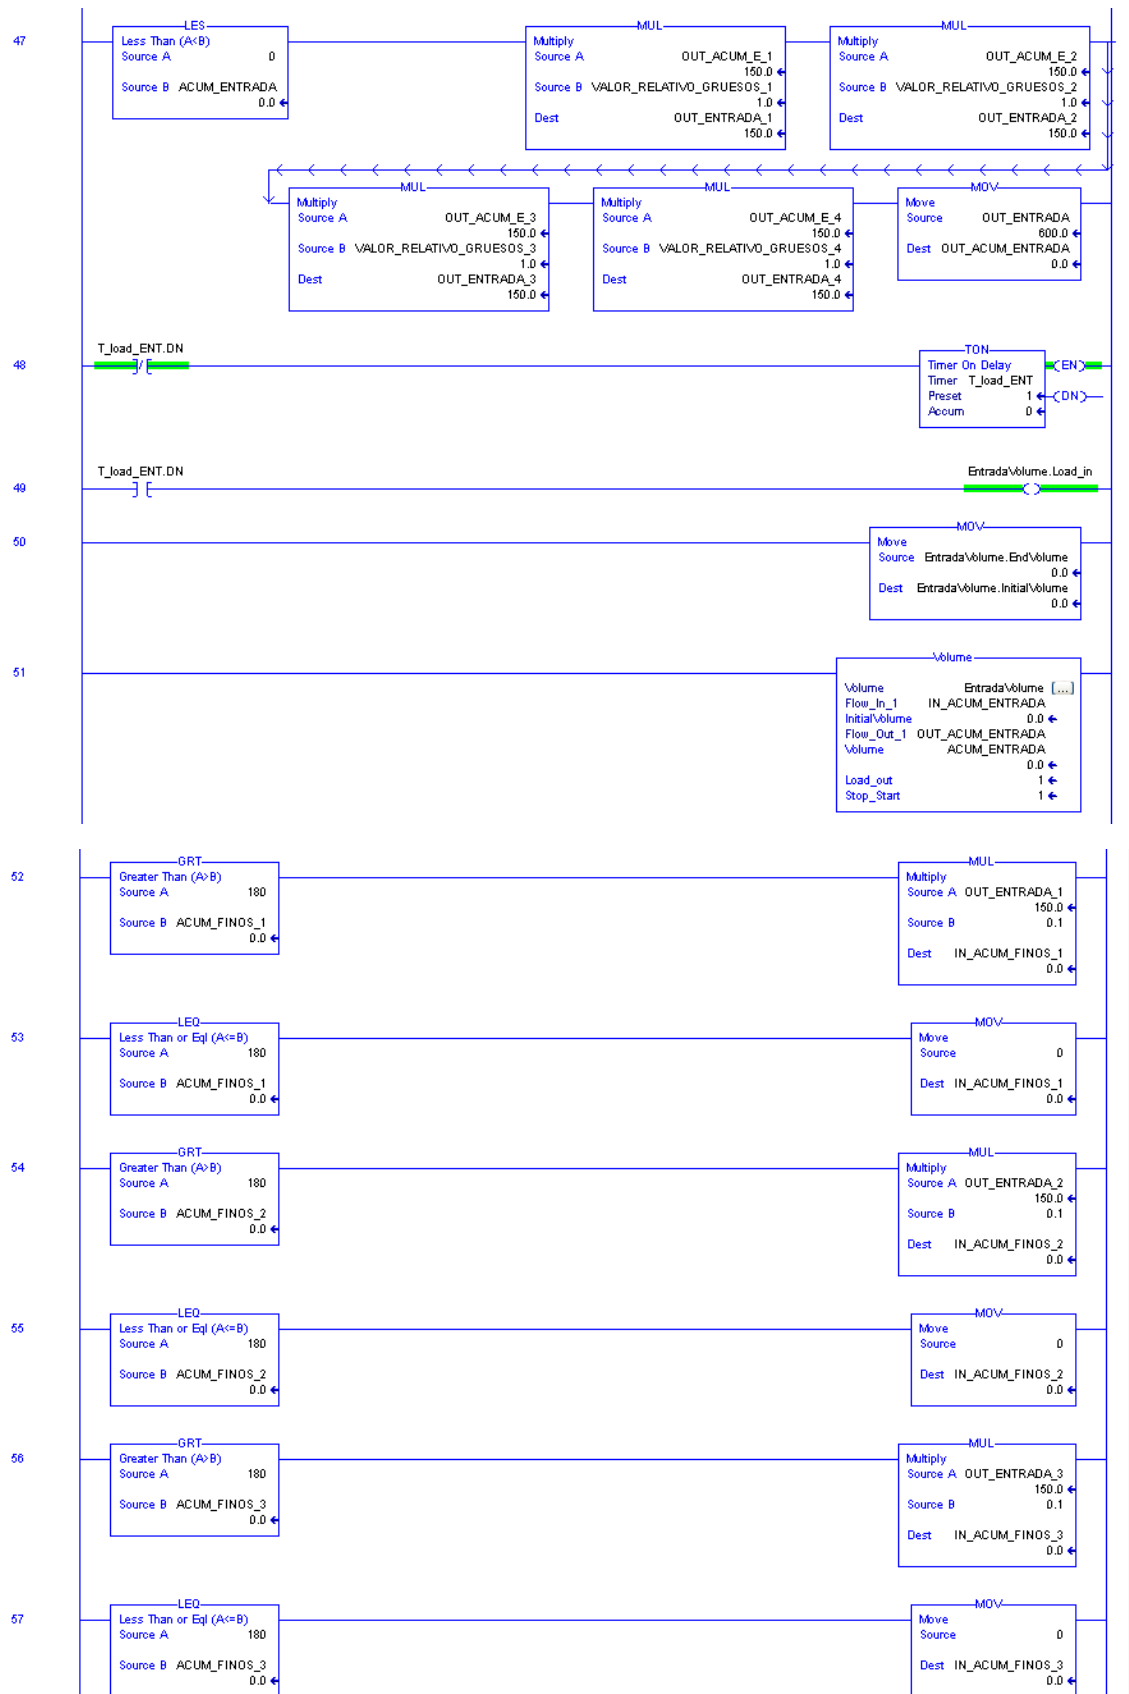 47
LES
Less Than (A<B)
Source A 0
Source B ACUM_ENTRADA
0.0
MUL
Multiply
Source A OUT_ACUM_E_1
150.0
Source B VALOR_RELATIVO_GRUESOS_1
1.0
Dest OUT_ENTRADA_1
150.0
MUL
Multiply
Source A OUT_ACUM_E_2
150.0
Source B VALOR_RELATIVO_GRUESOS_2
1.0
Dest OUT_ENTRADA_2
150.0
MUL
Multiply
Source A OUT_ACUM_E_3
150.0
Source B VALOR_RELATIVO_GRUESOS_3
1.0
Dest OUT_ENTRADA_3
150.0
MUL
Multiply
Source A OUT_ACUM_E_4
150.0
Source B VALOR_RELATIVO_GRUESOS_4
1.0
Dest OUT_ENTRADA_4
150.0
MOV
Move
Source OUT_ENTRADA
600.0
Dest OUT_ACUM_ENTRADA
0.0
48
T_load_ENT.DN
TON
Timer On Delay
Timer T_load_ENT
Preset 1
Accum 0
EN
DN
49
T_load_ENT.DN
EntradaVolume.Load_in
50
MOV
Move
Source EntradaVolume.EndVolume
0.0
Dest EntradaVolume.InitialVolume
0.0
51
Volume
Volume EntradaVolume ...
Flow_In_1 IN_ACUM_ENTRADA
InitialVolume 0.0
Flow_Out_1 OUT_ACUM_ENTRADA
Volume ACUM_ENTRADA
0.0
Load_out 1
Stop_Start 1
52
GRT
Greater Than (A>B)
Source A 180
Source B ACUM_FINOS_1
0.0
MUL
Multiply
Source A OUT_ENTRADA_1
150.0
Source B 0.1
Dest IN_ACUM_FINOS_1
0.0
53
LEQ
Less Than or Eql (A<=B)
Source A 180
Source B ACUM_FINOS_1
0.0
MOV
Move
Source 0
Dest IN_ACUM_FINOS_1
0.0
54
GRT
Greater Than (A>B)
Source A 180
Source B ACUM_FINOS_2
0.0
MUL
Multiply
Source A OUT_ENTRADA_2
150.0
Source B 0.1
Dest IN_ACUM_FINOS_2
0.0
55
LEQ
Less Than or Eql (A<=B)
Source A 180
Source B ACUM_FINOS_2
0.0
MOV
Move
Source 0
Dest IN_ACUM_FINOS_2
0.0
56
GRT
Greater Than (A>B)
Source A 180
Source B ACUM_FINOS_3
0.0
MUL
Multiply
Source A OUT_ENTRADA_3
150.0
Source B 0.1
Dest IN_ACUM_FINOS_3
0.0
57
LEQ
Less Than or Eql (A<=B)
Source A 180
Source B ACUM_FINOS_3
0.0
MOV
Move
Source 0
Dest IN_ACUM_FINOS_3
0.0